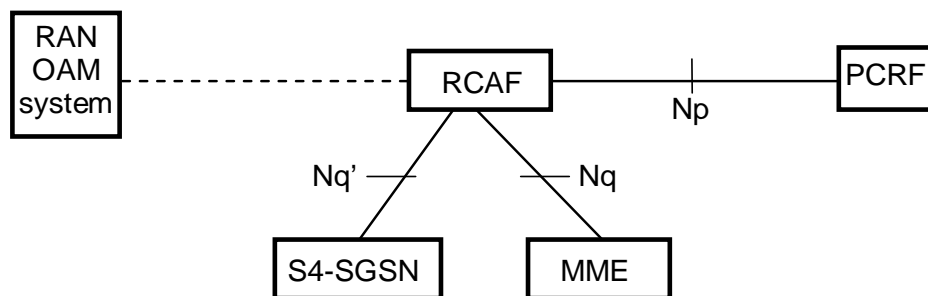 RAN
OAM
system
RCAF
PCRF
Np
Nq’
Nq
S4-SGSN
MME